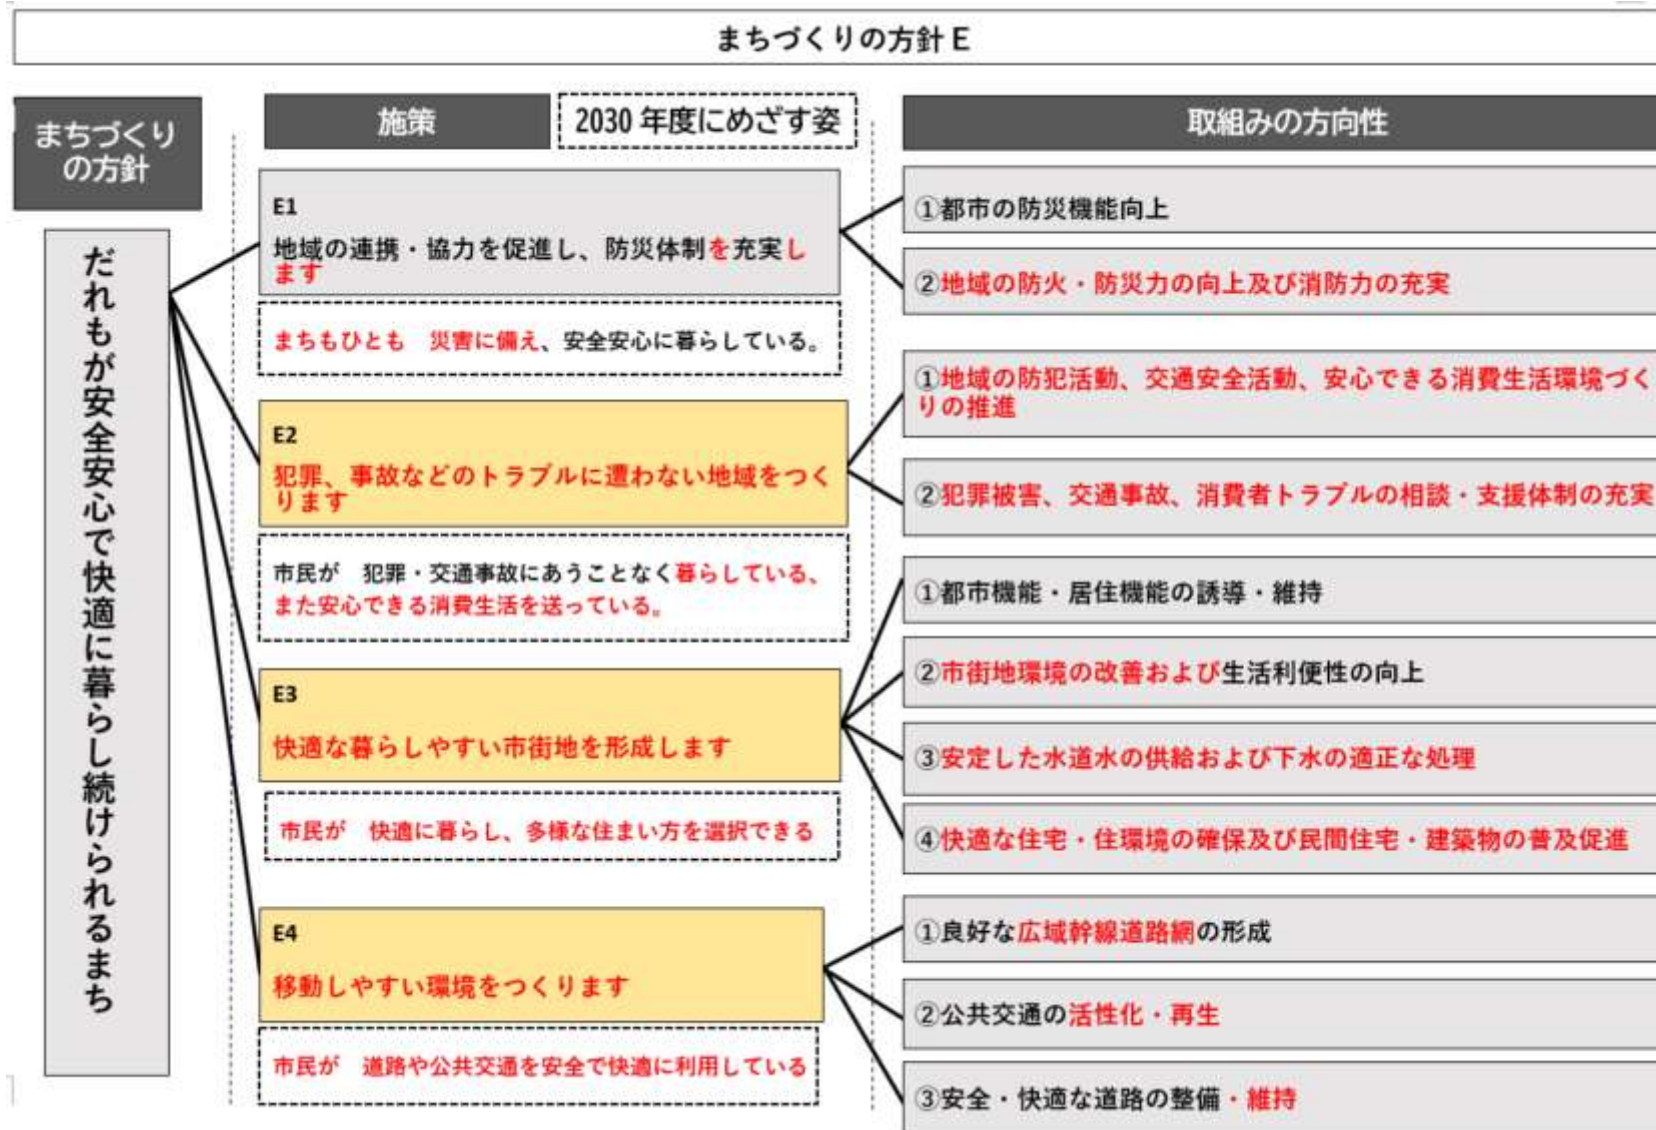 まちづくりの方針 E
まちづくり
の方針
施策
2030 年度にめざす姿
取組みの方向性
だれもが安全安心で快適に暮らし続けられるまち
E1
地域の連携・協力を促進し、防災体制を充実し
ます
まちもひとも　災害に備え、安全安心に暮らしている。
①都市の防災機能向上
②地域の防火・防災力の向上及び消防力の充実
E2
犯罪、事故などのトラブルに遭わない地域をつく
ります
市民が　犯罪・交通事故にあうことなく暮らしている、
また安心できる消費生活を送っている。
①地域の防犯活動、交通安全活動、安心できる消費生活環境づく
りの推進
②犯罪被害、交通事故、消費者トラブルの相談・支援体制の充実
E3
快適な暮らしやすい市街地を形成します
市民が　快適に暮らし、多様な住まい方を選択できる
①都市機能・居住機能の誘導・維持
②市街地環境の改善および生活利便性の向上
③安定した水道水の供給および下水の適正な処理
④快適な住宅・住環境の確保及び民間住宅・建築物の普及促進
E4
移動しやすい環境をつくります
市民が　道路や公共交通を安全で快適に利用している
①良好な広域幹線道路網の形成
②公共交通の活性化・再生
③安全・快適な道路の整備・維持